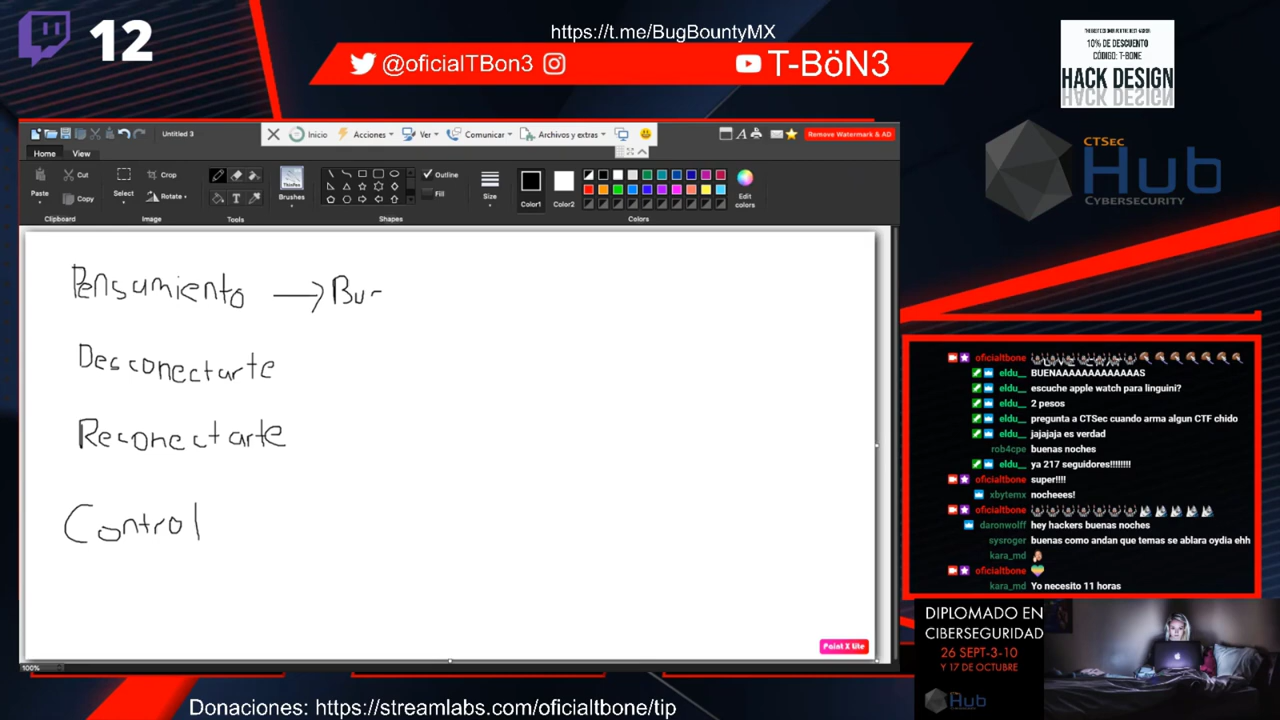 12
https://t.me/BugBountyMX
@oficialTBon3
T-BöN3
10% DE DESCUENTO
CÓDIGO: T-BONE
HACK DESIGN
CTSec
Hub
CYBERSECURITY
Untitled 3
Inicio
Acciones
Ver
Comunicar
Archivos y extras
Remove Watermark & AD
Home View
Paste
Cut
Copy
Clipboard
Select
Crop
Rotate
Image
Tools
Brushes
Outline
Fill
Shapes
Size
Color1
Color2
Edit colors
Colors
Pensamiento → Bur
Desconectarte
Reconectarte
Control
Paint X Lite
100%
oficialtbone
eldu__ BUENAAAAAAAAAAAAS
eldu__ escuche apple watch para linguini?
eldu__ 2 pesos
eldu__ pregunta a CTSec cuando arma algun CTF chido
eldu__ jajajaja es verdad
rob4cpe buenas noches
eldu__ ya 217 seguidores!!!!!!!!
oficialtbone super!!!!
xbytemx nocheees!
oficialtbone
daronwolff hey hackers buenas noches
sysroger buenas como andan que temas se ablara oydia ehh
kara_md
oficialtbone
kara_md Yo necesito 11 horas
DIPLOMADO EN
CIBERSEGURIDAD
26 SEPT-3-10
Y 17 DE OCTUBRE
Hub
Donaciones: https://streamlabs.com/oficialtbone/tip